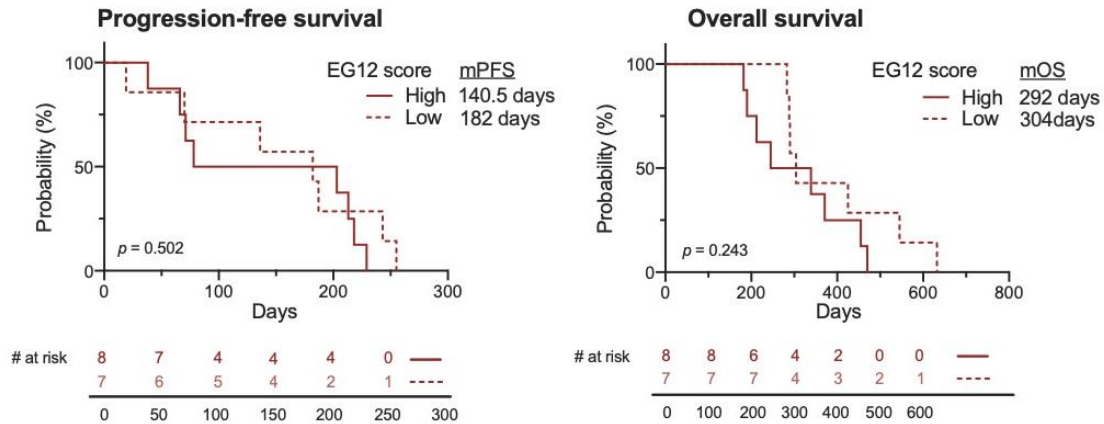 Progression-free survival
EG12 score mPFS
High 140.5 days
Low 182 days
Probability (%)
100
50
0
p = 0.502
0 100 200 300
Days
# at risk
8 7 4 4 4 0
7 6 5 4 2 1
0 50 100 150 200 250 300
Overall survival
EG12 score mOS
High 292 days
Low 304days
Probability (%)
100
50
0
p = 0.243
0 200 400 600 800
Days
# at risk
8 8 6 4 2 0 0
7 7 7 4 3 2 1
0 100 200 300 400 500 600